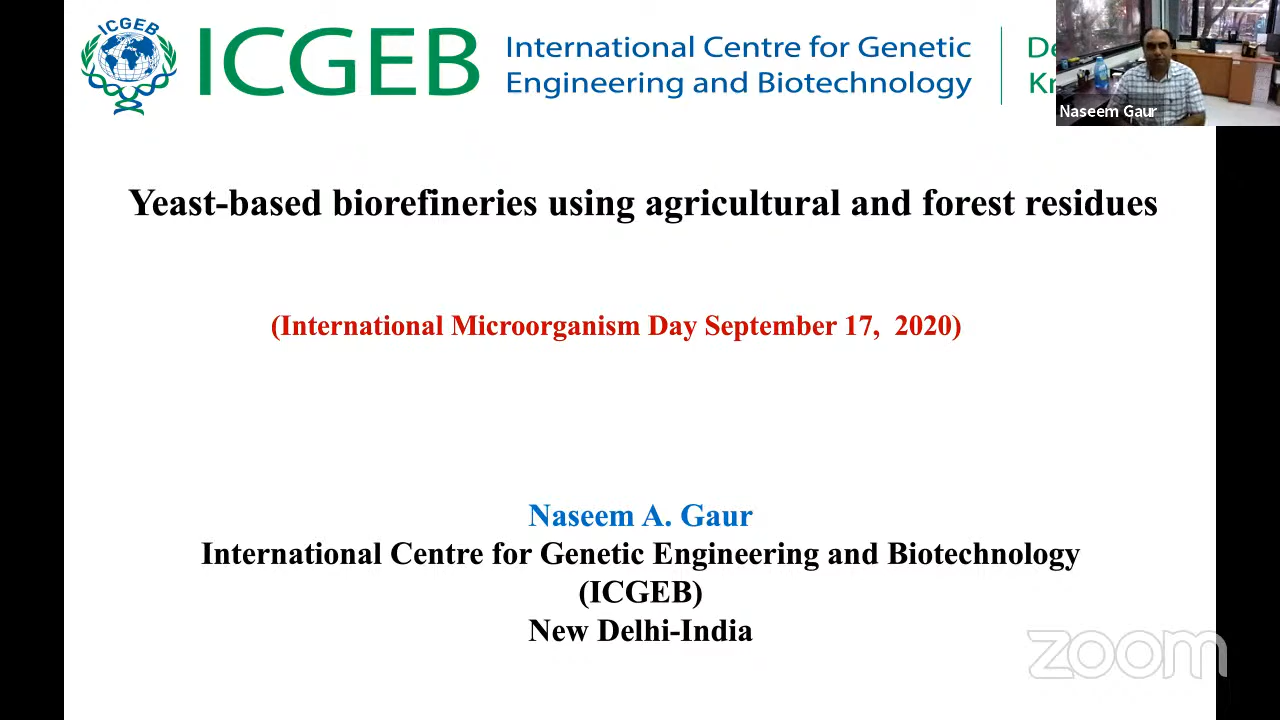 ICGEB
ICGEB
International Centre for Genetic
Engineering and Biotechnology
Naseem Gaur
Yeast-based biorefineries using agricultural and forest residues
(International Microorganism Day September 17, 2020)
Naseem A. Gaur
International Centre for Genetic Engineering and Biotechnology
(ICGEB)
New Delhi-India
zoom